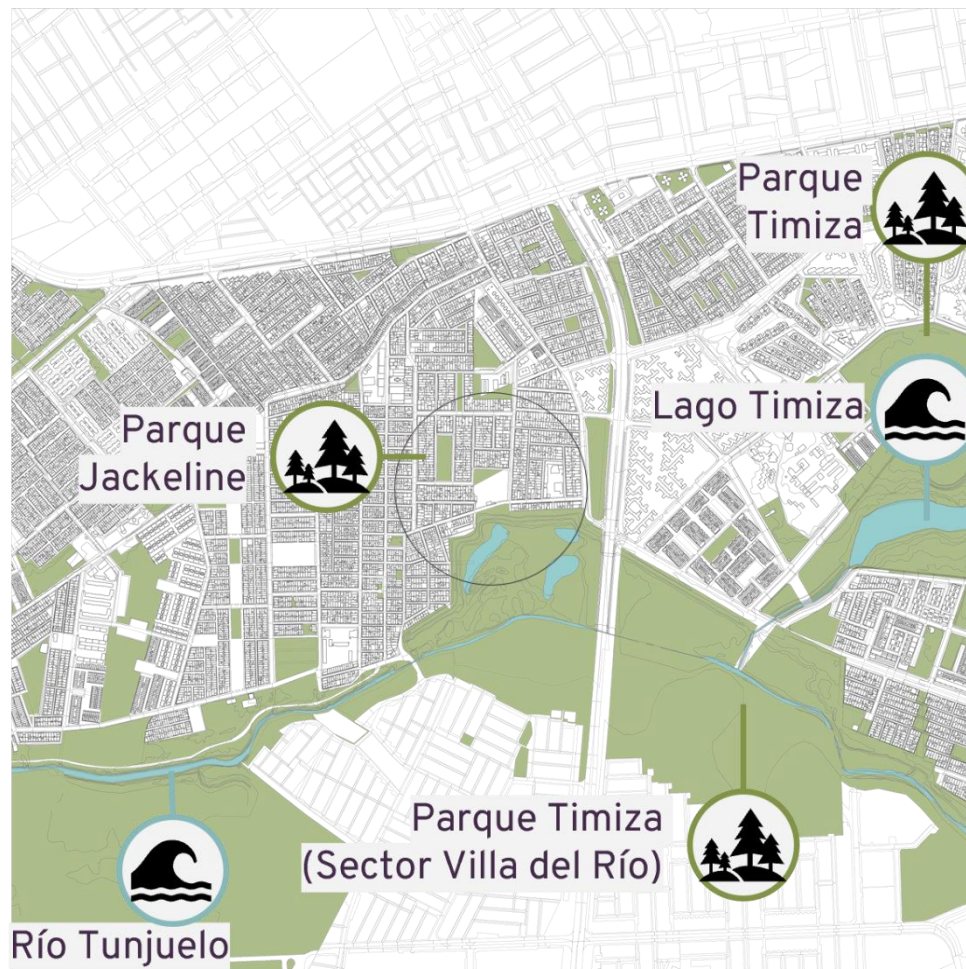 Parque
Timiza
Lago Timiza
Parque
Jackeline
Parque Timiza
(Sector Villa del Río)
Río Tunjuelo